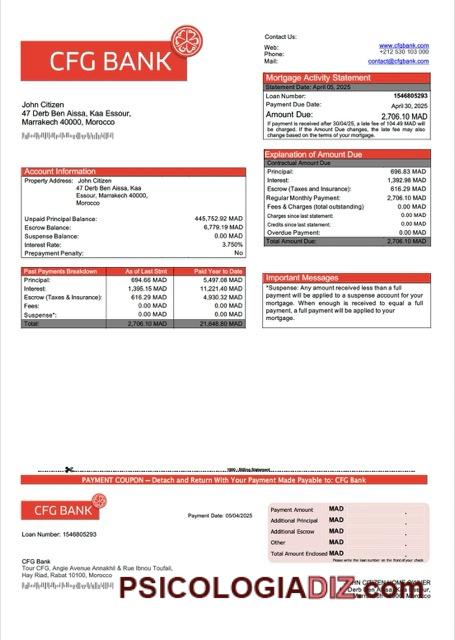 CFG BANK
Contact Us:
Web: www.cfgbank.com
Phone: +212 530 103 000
Mail: contact@cfgbank.com
John Citizen
47 Derb Ben Aissa, Kaa Essour,
Marrakech 40000, Morocco
Mortgage Activity Statement
Statement Date: April 05, 2025
Loan Number: 1546805293
Payment Due Date: April 30, 2025
Amount Due: 2,706.10 MAD
If payment is received after 30/04/25, a late fee of 104.49 MAD will
be charged. If the Amount Due changes, the late fee may also
change based on the terms of your mortgage.
Explanation of Amount Due
Contractual Amount Due
Principal: 696.83 MAD
Interest: 1,392.98 MAD
Escrow (Taxes and Insurance): 616.29 MAD
Regular Monthly Payment: 2,706.10 MAD
Fees & Charges (total outstanding) 0.00 MAD
Charges since last statement: 0.00 MAD
Credits since last statement: 0.00 MAD
Overdue Payment: 0.00 MAD
Total Amount Due: 2,706.10 MAD
Account Information
Property Address: John Citizen
47 Derb Ben Aissa, Kaa
Essour, Marrakech 40000,
Morocco
Unpaid Principal Balance: 445,752.92 MAD
Escrow Balance: 6,779.19 MAD
Suspense Balance: 0.00 MAD
Interest Rate: 3.750%
Prepayment Penalty: No
Past Payments Breakdown As of Last Stmt Paid Year to Date
Principal: 694.66 MAD 5,497.08 MAD
Interest: 1,395.15 MAD 11,221.40 MAD
Escrow (Taxes & Insurance): 616.29 MAD 4,930.32 MAD
Fees: 0.00 MAD 0.00 MAD
Suspense*: 0.00 MAD 0.00 MAD
Total: 2,706.10 MAD 21,648.80 MAD
Important Messages
*Suspense: Any amount received less than a full
payment will be applied to a suspense account for your
mortgage. When enough is received to equal a full
payment, a full payment will be applied to your
mortgage.
Billing Statement
PAYMENT COUPON – Detach and Return With Your Payment Made Payable to: CFG Bank
CFG BANK
Payment Date: 05/04/2025
Loan Number: 1546805293
Payment Amount MAD .
Additional Principal MAD .
Additional Escrow MAD .
Other MAD .
Total Amount Enclosed MAD .
Please write the loan number on the front of your check.
CFG Bank
Tour CFG, Angle Avenue Annakhil & Rue Ibnou Toufail,
Hay Riad, Rabat 10100, Morocco
JOHN CITIZEN HOME OWNER
PSICOLOGIADIZ.com